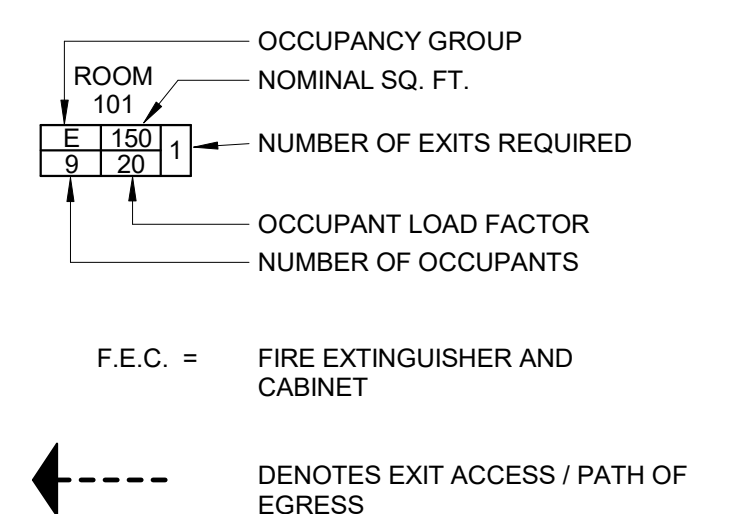 OCCUPANCY GROUP
ROOM
101
NOMINAL SQ. FT.
E 150 1
9 20
NUMBER OF EXITS REQUIRED
OCCUPANT LOAD FACTOR
NUMBER OF OCCUPANTS
F.E.C. = FIRE EXTINGUISHER AND
CABINET
DENOTES EXIT ACCESS / PATH OF
EGRESS